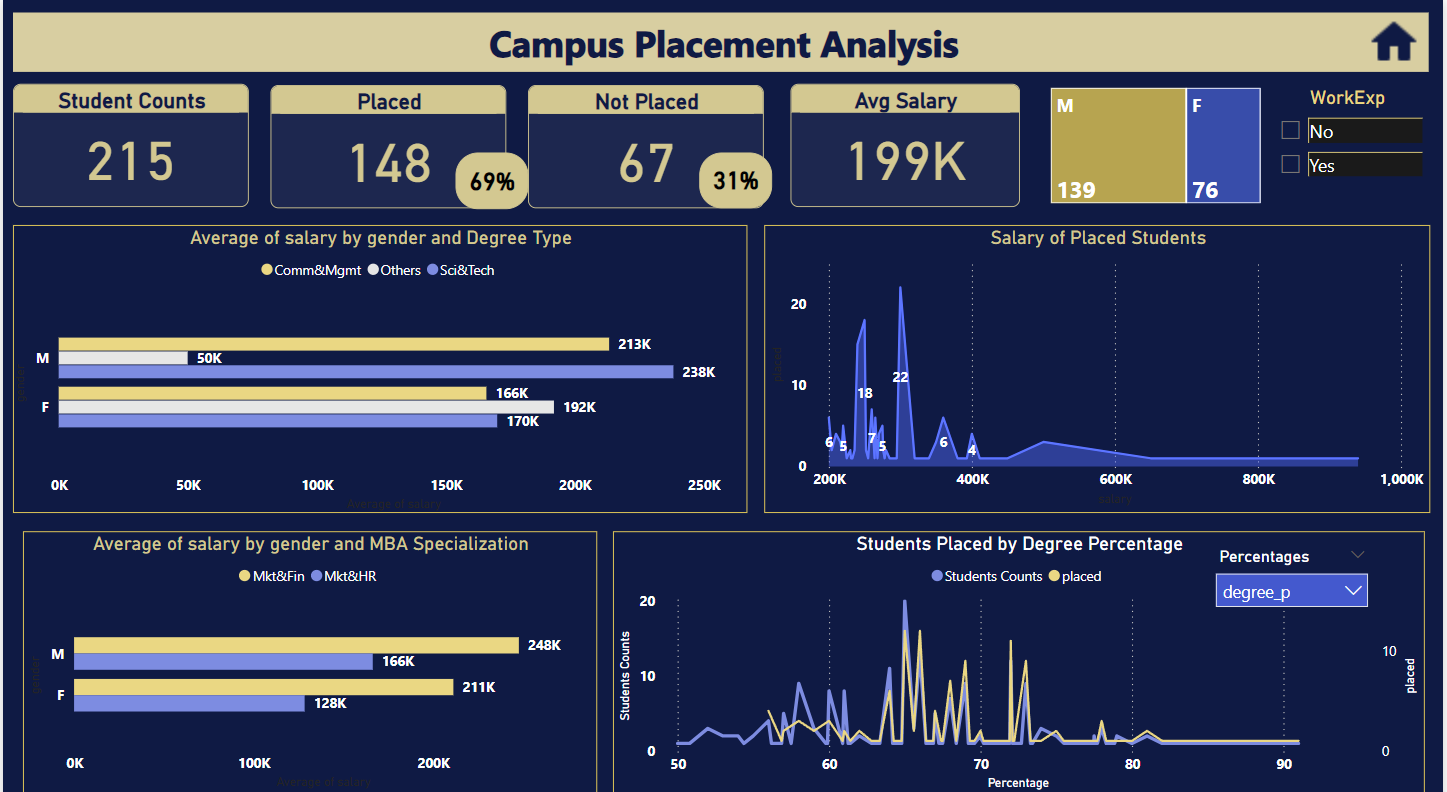 Campus Placement Analysis
Student Counts
215
Placed
148
69%
Not Placed
67
31%
Avg Salary
199K
M
139
F
76
WorkExp
No
Yes
Average of salary by gender and Degree Type
Comm&Mgmt Others Sci&Tech
gender
M
213K
50K
238K
F
166K
192K
170K
0K 50K 100K 150K 200K 250K
Average of salary
Salary of Placed Students
placed
20
10
0
6 5 18 7 5 22 6 4
200K 400K 600K 800K 1,000K
salary
Average of salary by gender and MBA Specialization
Mkt&Fin Mkt&HR
gender
M
248K
166K
F
211K
128K
0K 100K 200K
Average of salary
Students Placed by Degree Percentage
Students Counts placed
Percentages
degree_p
Students Counts
20
10
0
10
0
placed
50 60 70 80 90
Percentage